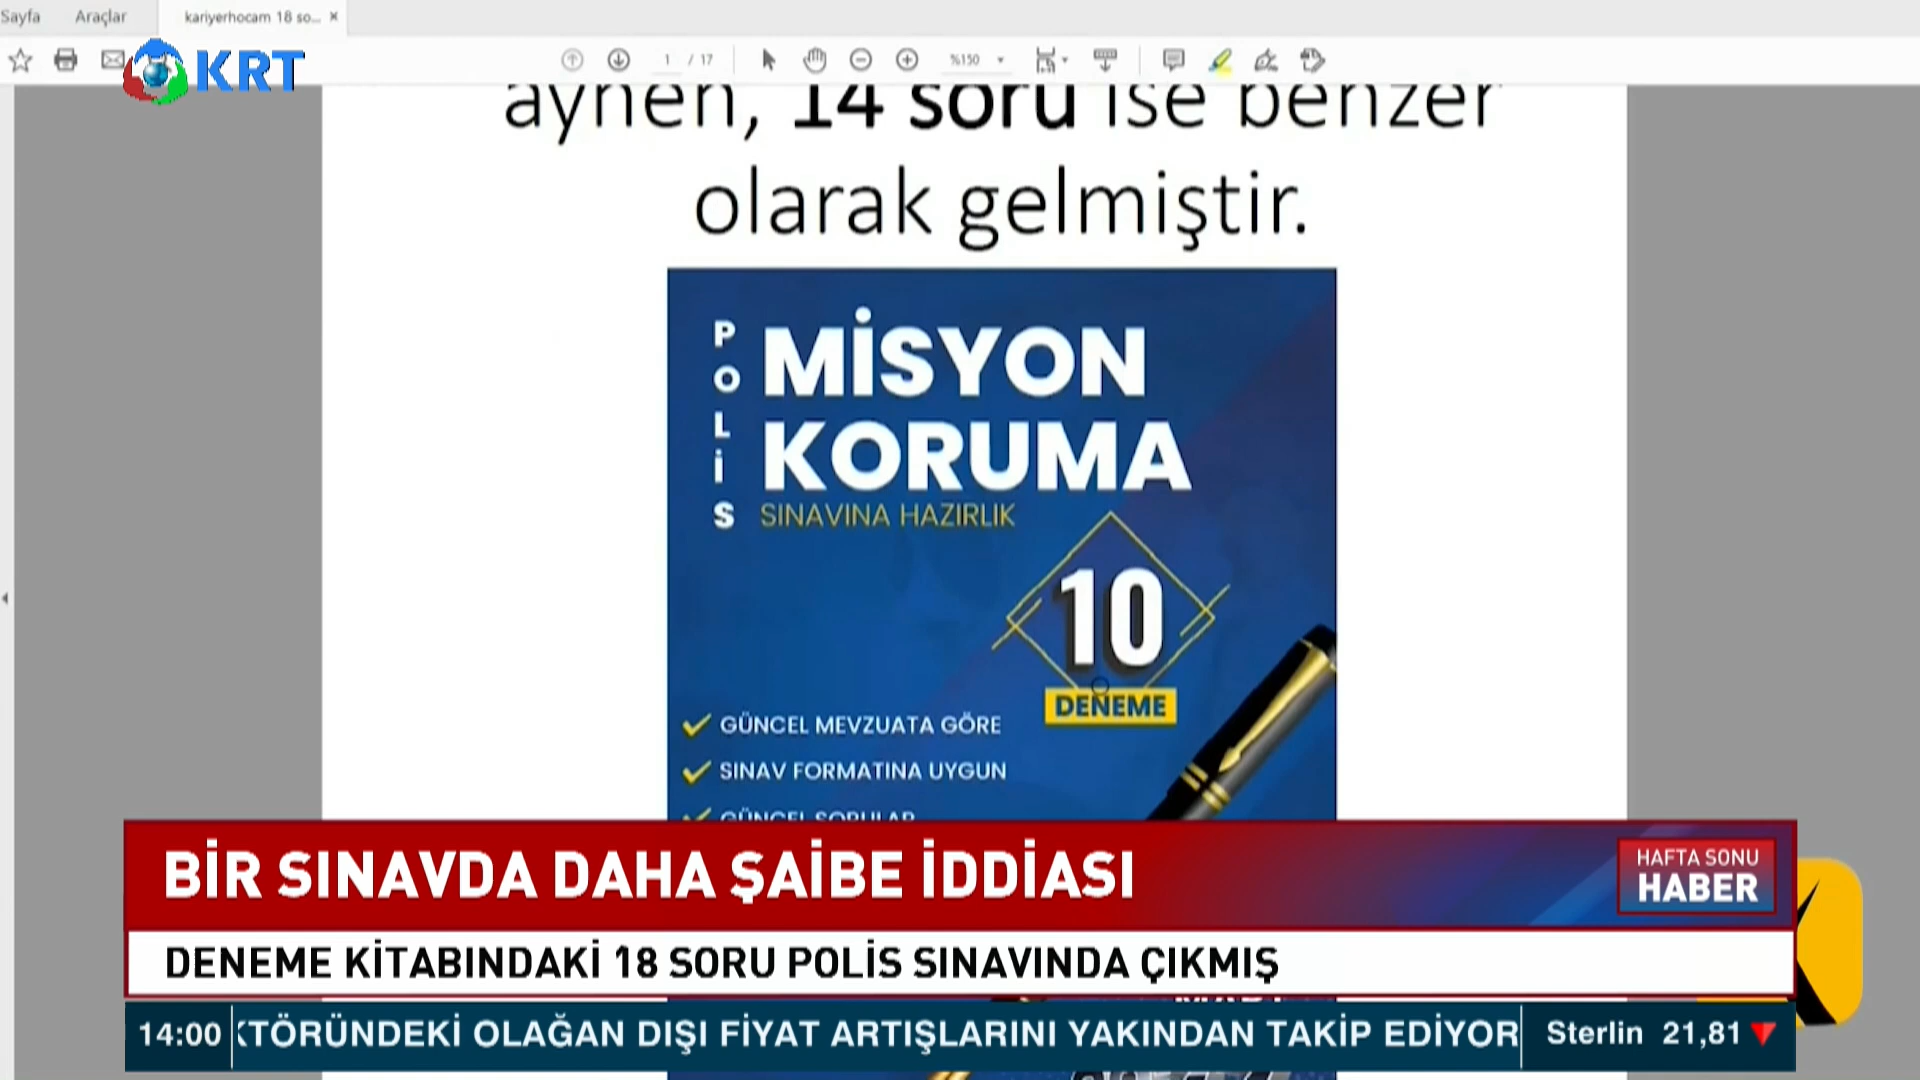 Sayfa Araçlar kariyerhocam 18 so... ×
KRT
1 / 17 %150
aynen, 14 soru ise benzer
olarak gelmiştir.
POLİS
MİSYON
KORUMA
SINAVINA HAZIRLIK
10
DENEME
GÜNCEL MEVZUATA GÖRE
SINAV FORMATINA UYGUN
GÜNCEL SORULAR
BİR SINAVDA DAHA ŞAİBE İDDİASI
HAFTA SONU
HABER
DENEME KİTABINDAKİ 18 SORU POLİS SINAVINDA ÇIKMIŞ
14:00 KTÖRÜNDEKİ OLAĞAN DIŞI FİYAT ARTIŞLARINI YAKINDAN TAKİP EDİYOR Sterlin 21,81